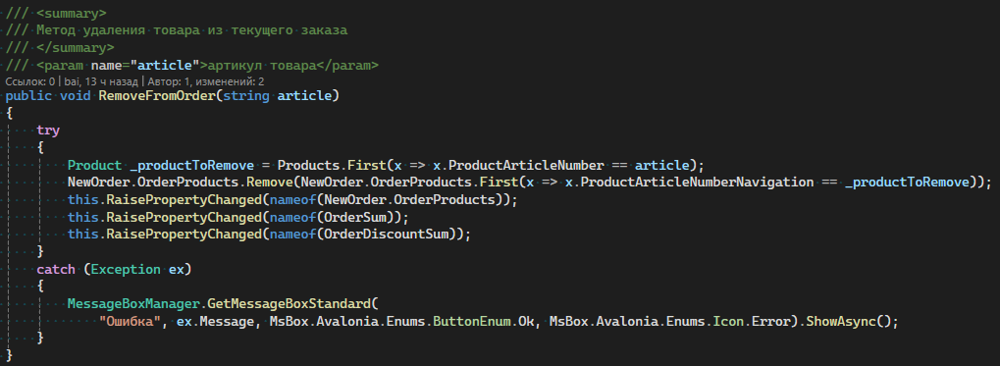 /// <summary>
/// Метод удаления товара из текущего заказа
/// </summary>
/// <param name="article">артикул товара</param>
Ссылок: 0 | bai, 13 ч назад | Автор: 1, изменений: 2
public void RemoveFromOrder(string article)
{
try
{
Product _productToRemove = Products.First(x => x.ProductArticleNumber == article);
NewOrder.OrderProducts.Remove(NewOrder.OrderProducts.First(x => x.ProductArticleNumberNavigation == _productToRemove));
this.RaisePropertyChanged(nameof(NewOrder.OrderProducts));
this.RaisePropertyChanged(nameof(OrderSum));
this.RaisePropertyChanged(nameof(OrderDiscountSum));
}
catch (Exception ex)
{
MessageBoxManager.GetMessageBoxStandard(
"Ошибка", ex.Message, MsBox.Avalonia.Enums.ButtonEnum.Ok, MsBox.Avalonia.Enums.Icon.Error).ShowAsync();
}
}